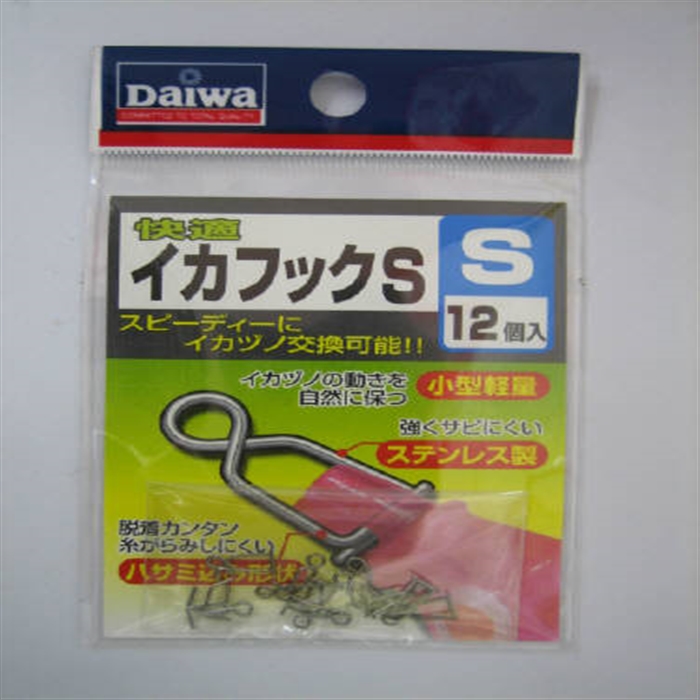 Daiwa
COMMITTED TO TOTAL QUALITY
快適
イカフックS
S
12個入
スピーディーに
イカヅノ交換可能!!
イカヅノの動きを
自然に保つ
小型軽量
強くサビにくい
ステンレス製
脱着カンタン
糸がらみしにくい
ハサミ込み形状